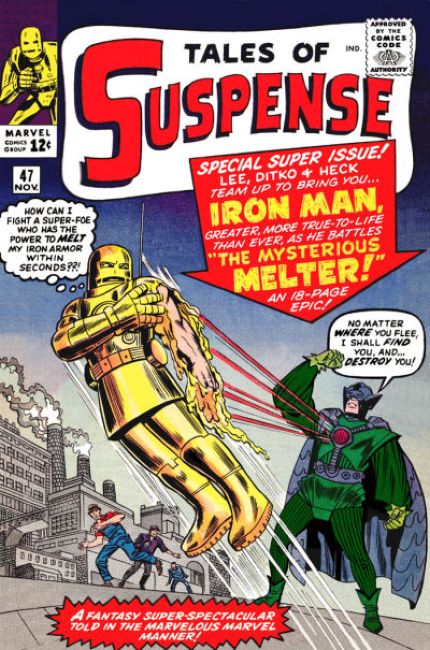 TALES OF
SUSPENSE
IND.
APPROVED
BY THE
COMICS
CODE
AUTHORITY
MARVEL
COMICS
GROUP
12¢
47
NOV.
SPECIAL SUPER ISSUE!
LEE, DITKO & HECK
TEAM UP TO BRING YOU...
IRON MAN,
GREATER, MORE TRUE-TO-LIFE
THAN EVER, AS HE BATTLES
"THE MYSTERIOUS
MELTER!"
AN 18-PAGE
EPIC!
HOW CAN I
FIGHT A SUPER-FOE
WHO HAS THE
POWER TO MELT
MY IRON ARMOR
WITHIN
SECONDS??!
NO MATTER
WHERE YOU FLEE,
I SHALL FIND
YOU, AND...
DESTROY YOU!
A FANTASY SUPER-SPECTACULAR
TOLD IN THE MARVELOUS MARVEL
MANNER!